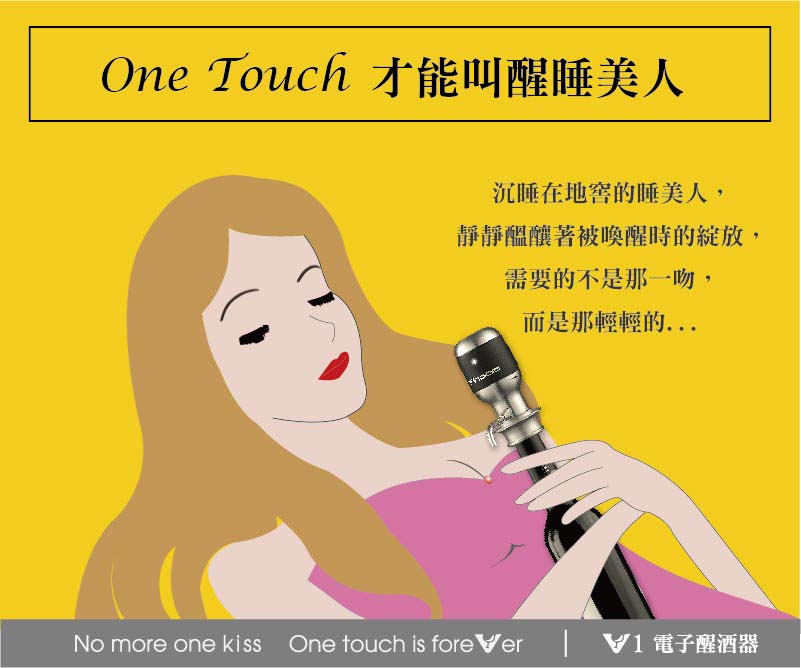 One Touch 才能叫醒睡美人
沉睡在地窖的睡美人，
靜靜醞釀著被喚醒時的綻放，
需要的不是那一吻，
而是那輕輕的...
No more one kiss One touch is foreVer | V1 電子醒酒器